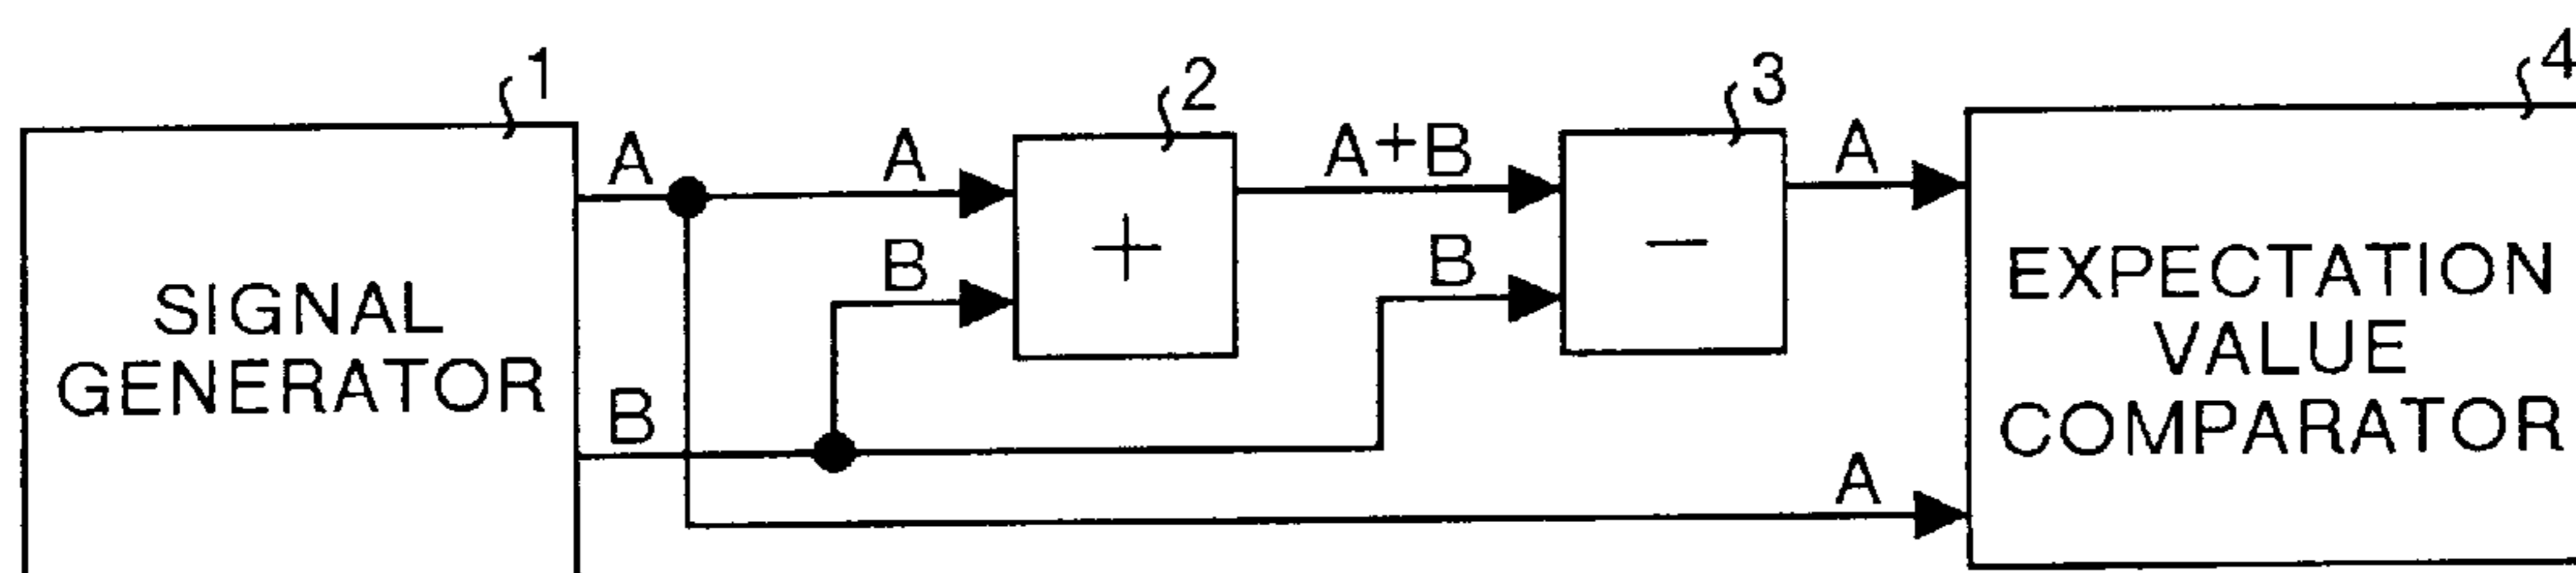 1
2
3
4
A
A
A+B
A
B
B
+
−
SIGNAL
GENERATOR
EXPECTATION
VALUE
COMPARATOR
B
A